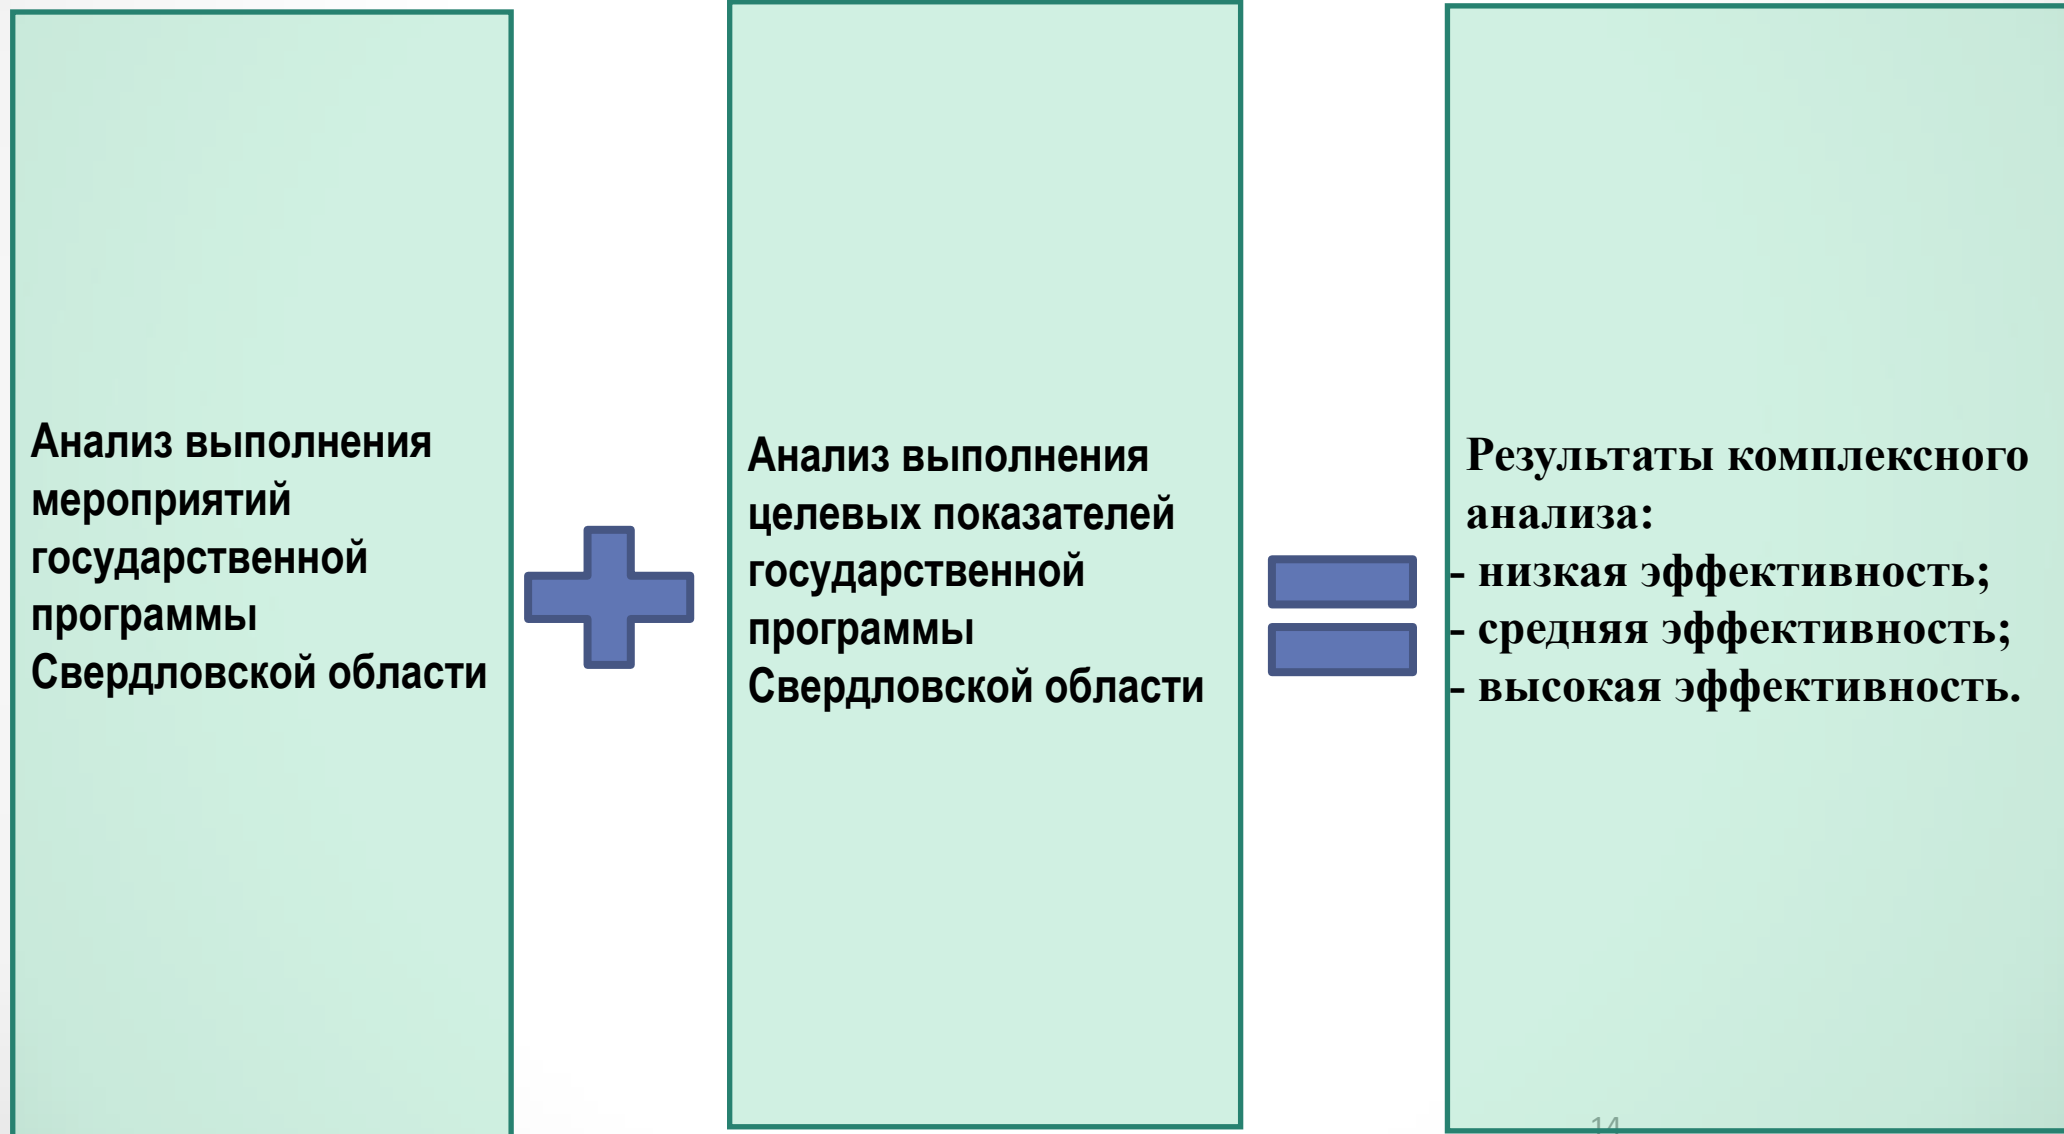 Анализ выполнения
мероприятий
государственной
программы
Свердловской области
Анализ выполнения
целевых показателей
государственной
программы
Свердловской области
Результаты комплексного
анализа:
- низкая эффективность;
- средняя эффективность;
- высокая эффективность.
14